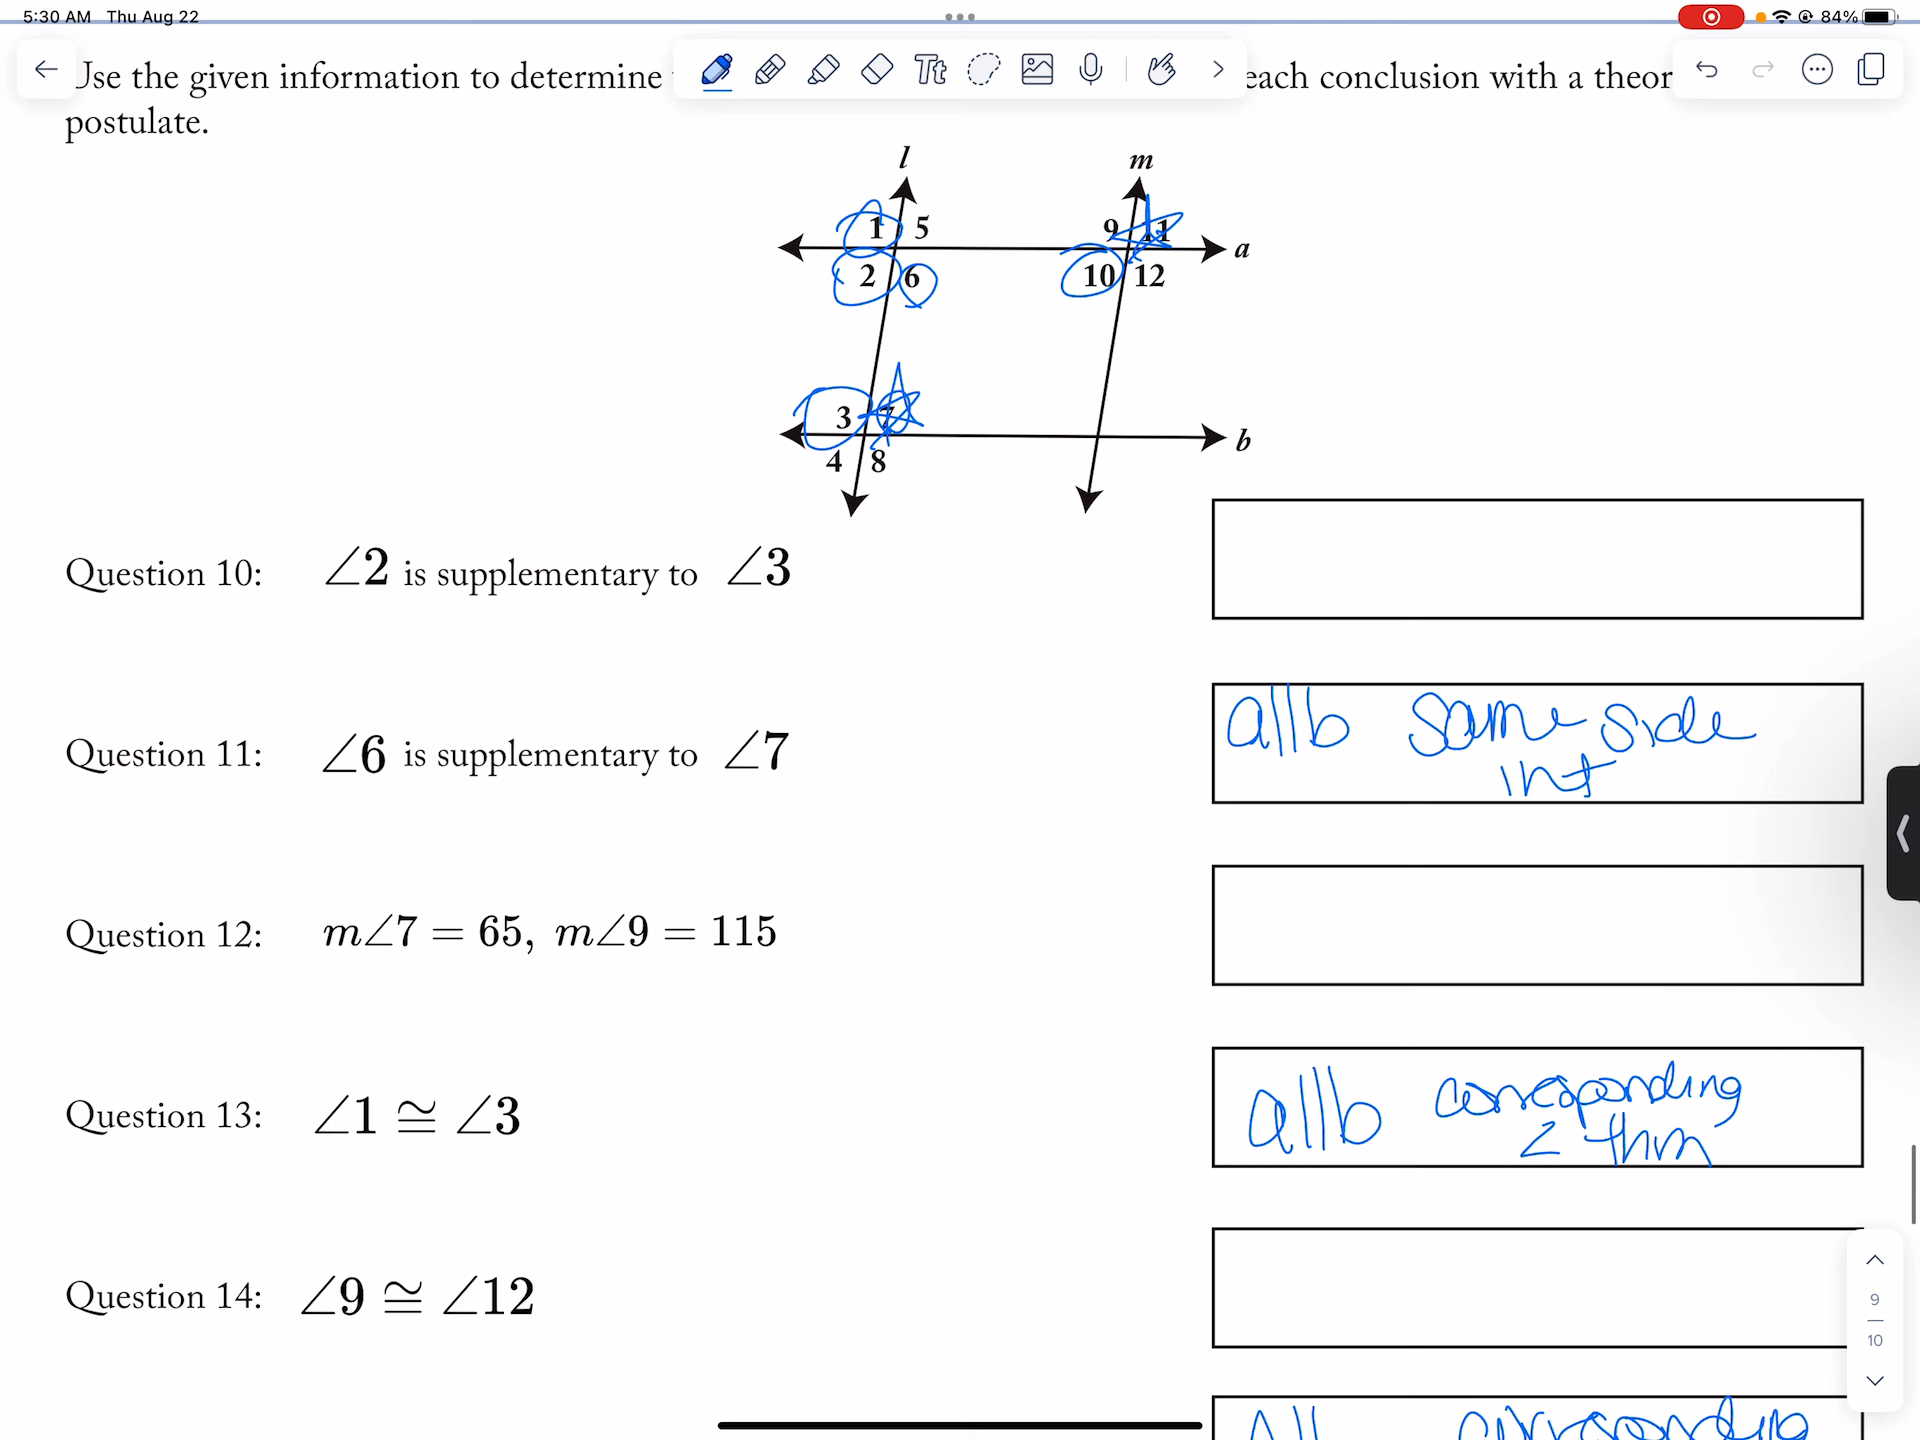 5:30 AM Thu Aug 22
84%
Use the given information to determine each conclusion with a theor
postulate.
l m
1 5 9 11
a
2 6 10 12
3 7
b
4 8
Question 10: ∠2 is supplementary to ∠3
Question 11: ∠6 is supplementary to ∠7
a||b same side
int
Question 12: m∠7 = 65, m∠9 = 115
Question 13: ∠1 ≅ ∠3
a||b corresponding
∠ thm
Question 14: ∠9 ≅ ∠12
9
10